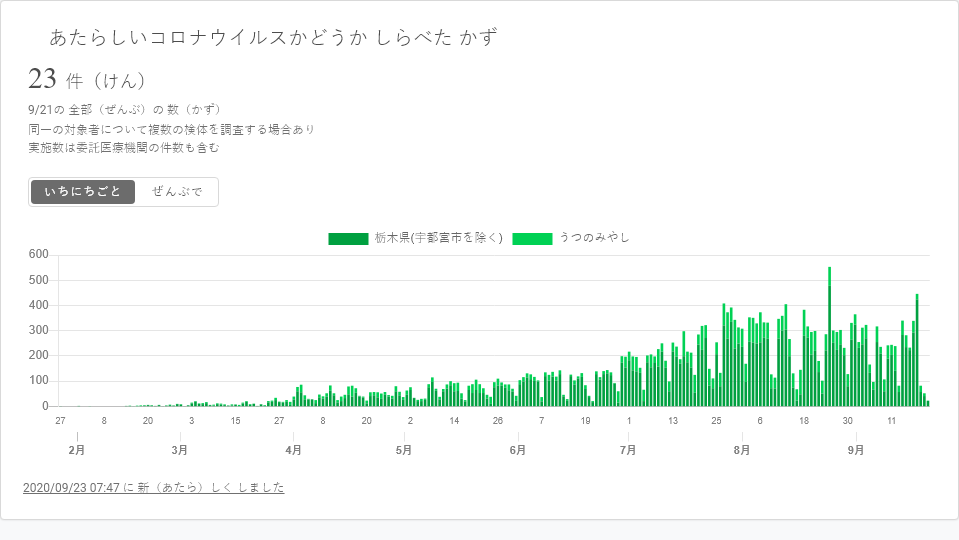 あたらしいコロナウイルスかどうか しらべた かず
23 件（けん）
9/21の 全部（ぜんぶ）の 数（かず）
同一の対象者について複数の検体を調査する場合あり
実施数は委託医療機関の件数も含む
いちにちごと ぜんぶで
栃木県(宇都宮市を除く) うつのみやし
600
500
400
300
200
100
0
27 8 20 3 15 27 8 20 2 14 26 7 19 1 13 25 6 18 30 11
2月 3月 4月 5月 6月 7月 8月 9月
2020/09/23 07:47 に 新（あたら）しく しました